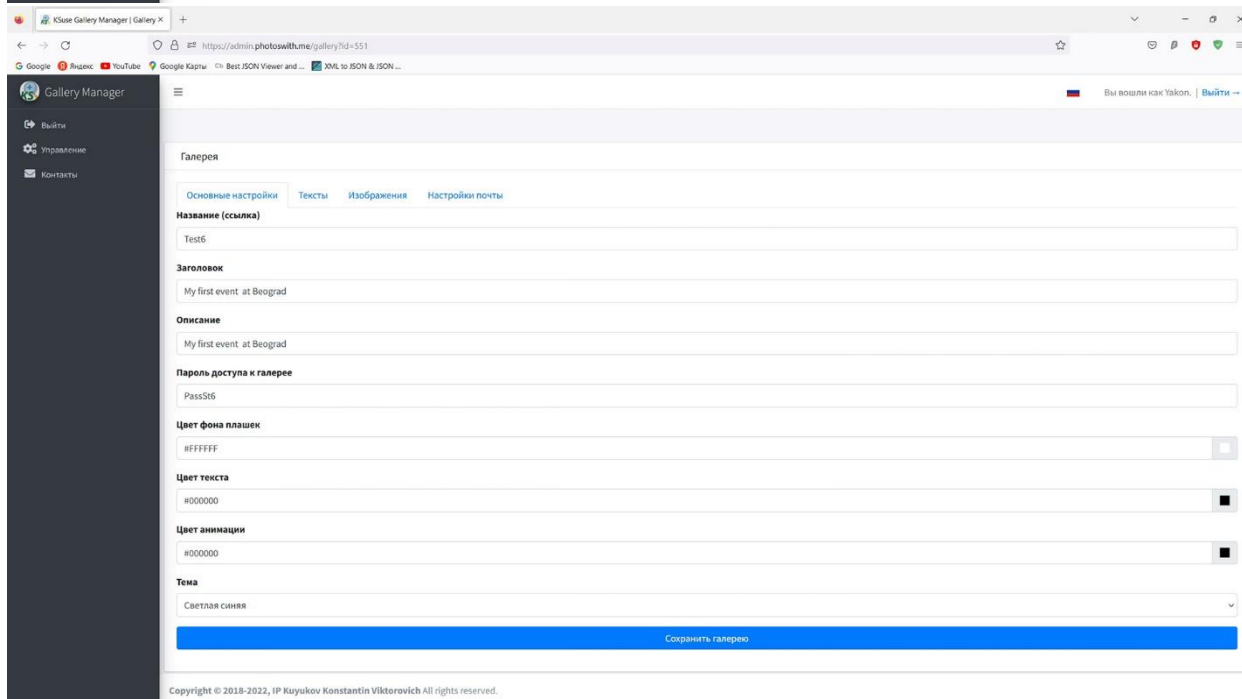 KSuse Gallery Manager | Gallery
https://admin.photoswith.me/gallery?id=551
Google Яндекс YouTube Google Карты Best JSON Viewer and ... XML to JSON & JSON ...
Gallery Manager
Вы вошли как Yakon. | Выйти →
Выйти
Управление
Контакты
Галерея
Основные настройки Тексты Изображения Настройки почты
Название (ссылка)
Test6
Заголовок
My first event at Beograd
Описание
My first event at Beograd
Пароль доступа к галерее
PassSt6
Цвет фона плашек
#FFFFFF
Цвет текста
#000000
Цвет анимации
#000000
Тема
Светлая синяя
Сохранить галерею
Copyright © 2018-2022, IP Kuyukov Konstantin Viktorovich All rights reserved.